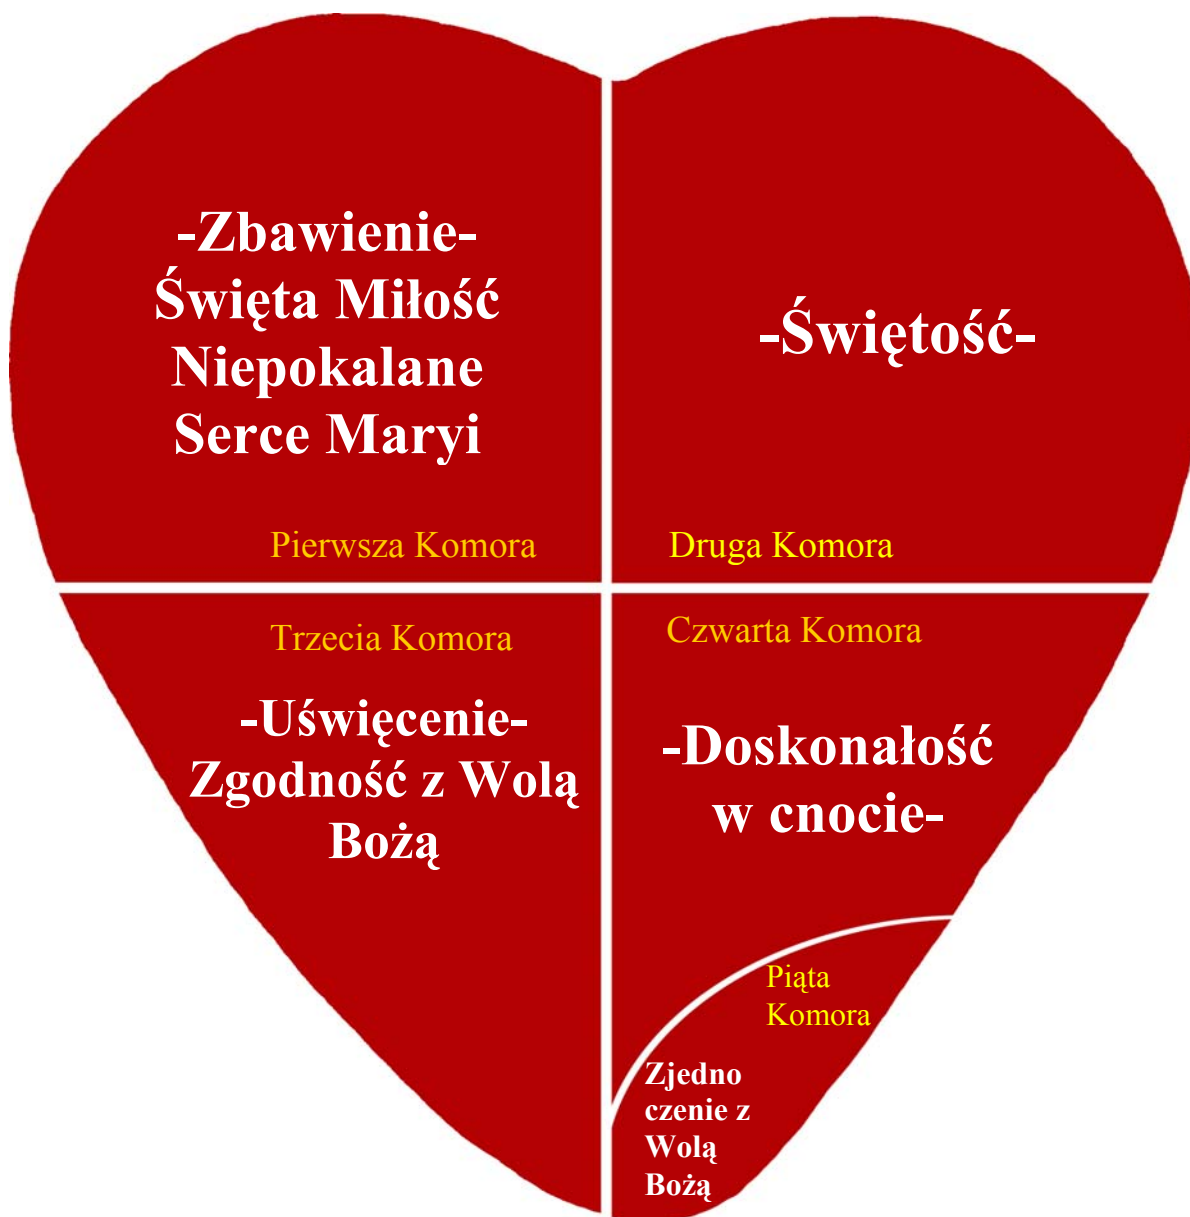 -Zbawienie-
Święta Miłość
Niepokalane
Serce Maryi
Pierwsza Komora
-Świętość-
Druga Komora
Trzecia Komora
-Uświęcenie-
Zgodność z Wolą
Bożą
Czwarta Komora
-Doskonałość
w cnocie-
Piąta
Komora
Zjedno
czenie z
Wolą
Bożą